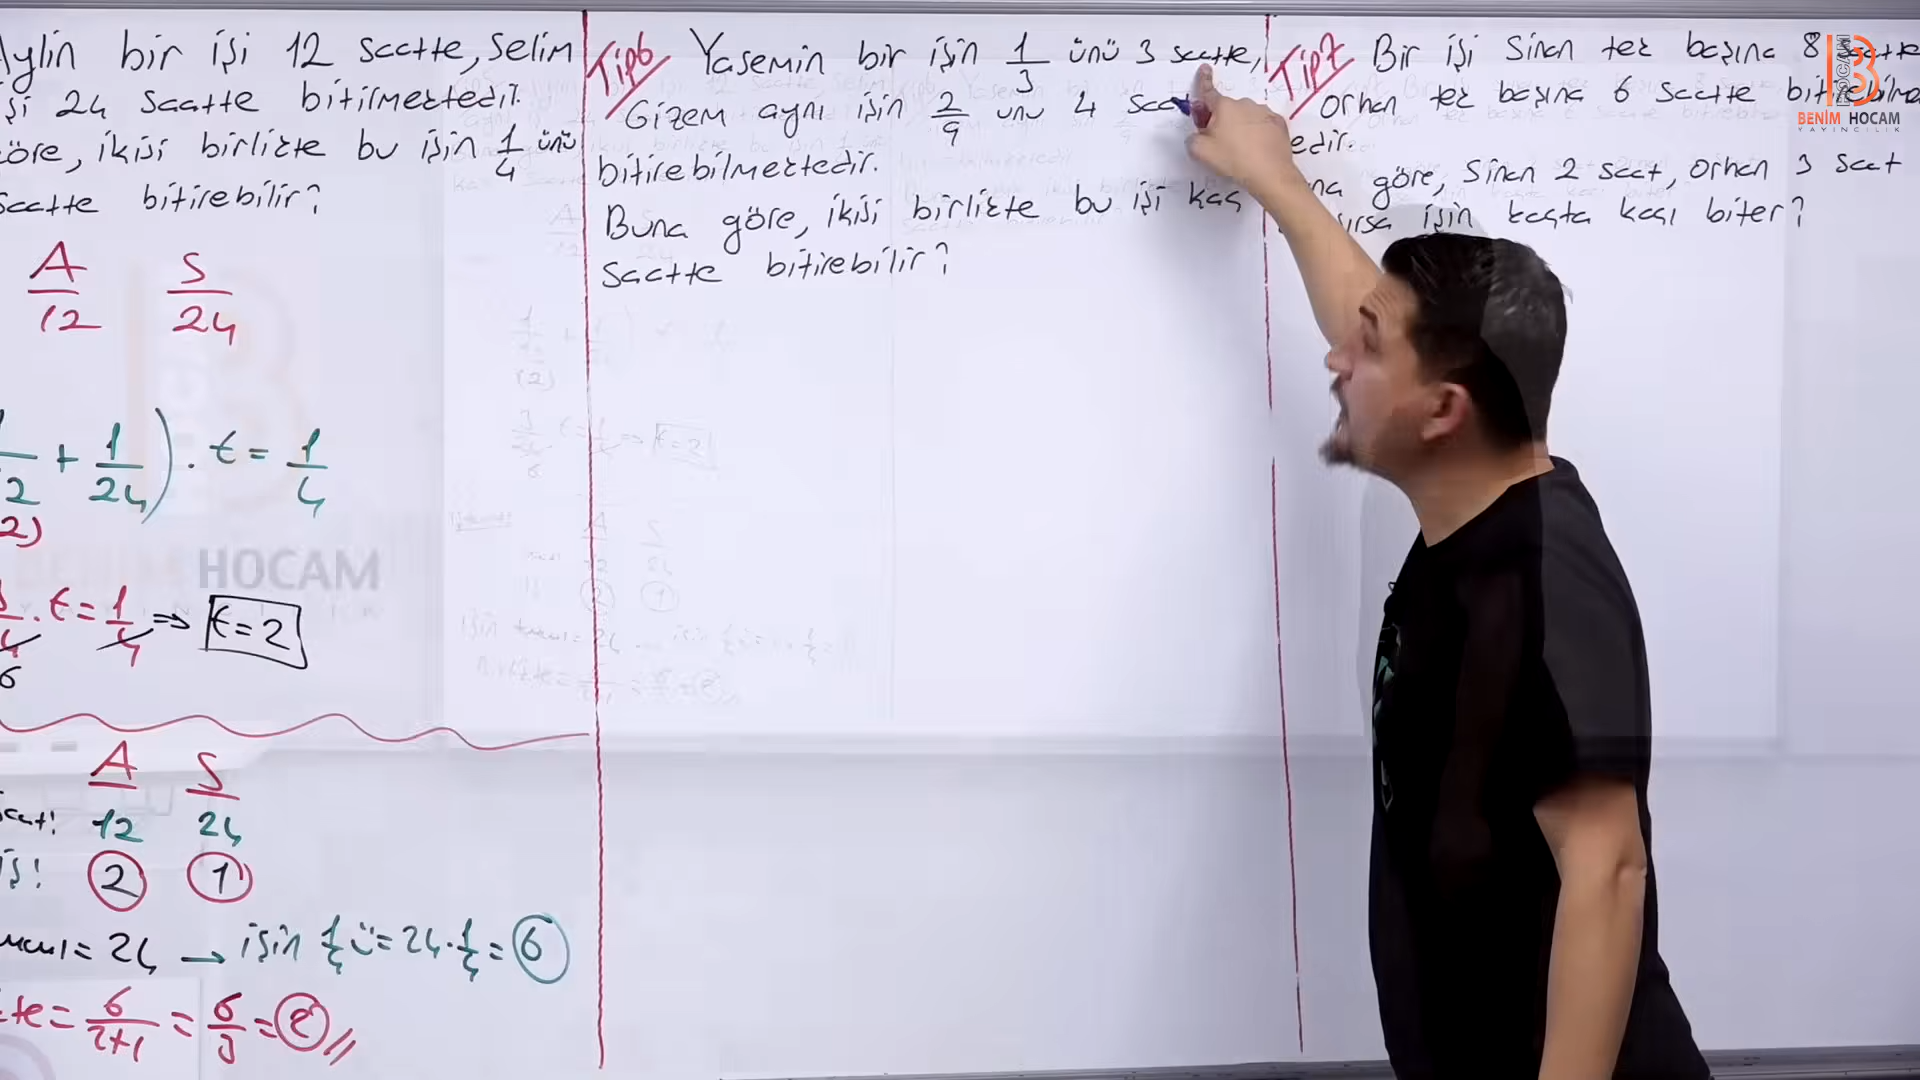 Aylin bir işi 12 saatte, Selim
işi 24 saatte bitirmektedir.
göre, ikisi birlikte bu işin 1/4 ünü
saatte bitirebilir?
A S
12 24
+ 1/24) . t = 1/4
. t = 1/4 ⇒ t = 2
6
A S
12 24
iş: 2 1
= 24 → işin 1/4 ü = 24 . 1/4 = 6
= 6/2+1 = 6/3 = 2 //
Tip6 Yasemin bir işin 1/3 ünü 3 saatte,
Gizem aynı işin 2/9 unu 4
bitirebilmektedir.
Buna göre, ikisi birlikte bu işi kaç
saatte bitirebilir?
Tip7 Bir işi Sinan tek başına 8 saatte
Orhan tek başına 6 saatte
göre, Sinan 2 saat, Orhan 3 saat
işin kaçta kaçı biter?
BENİM HOCAM
YAYINCILIK
HOCAM